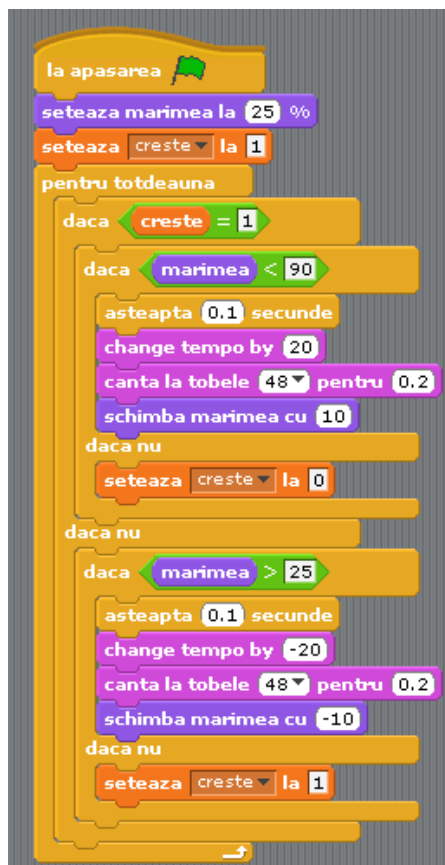 la apasarea
seteaza marimea la 25 %
seteaza creste la 1
pentru totdeauna
daca creste = 1
daca marimea < 90
asteapta 0.1 secunde
change tempo by 20
canta la tobele 48 pentru 0.2
schimba marimea cu 10
daca nu
seteaza creste la 0
daca nu
daca marimea > 25
asteapta 0.1 secunde
change tempo by -20
canta la tobele 48 pentru 0.2
schimba marimea cu -10
daca nu
seteaza creste la 1